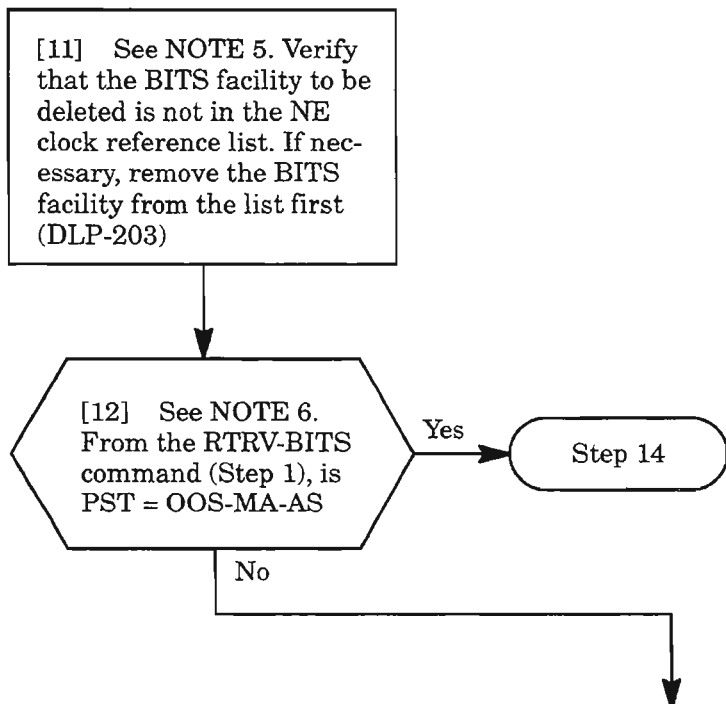 [11] See NOTE 5. Verify
that the BITS facility to be
deleted is not in the NE
clock reference list. If nec-
essary, remove the BITS
facility from the list first
(DLP-203)
[12] See NOTE 6.
From the RTRV-BITS
command (Step 1), is
PST = OOS-MA-AS
Yes
Step 14
No